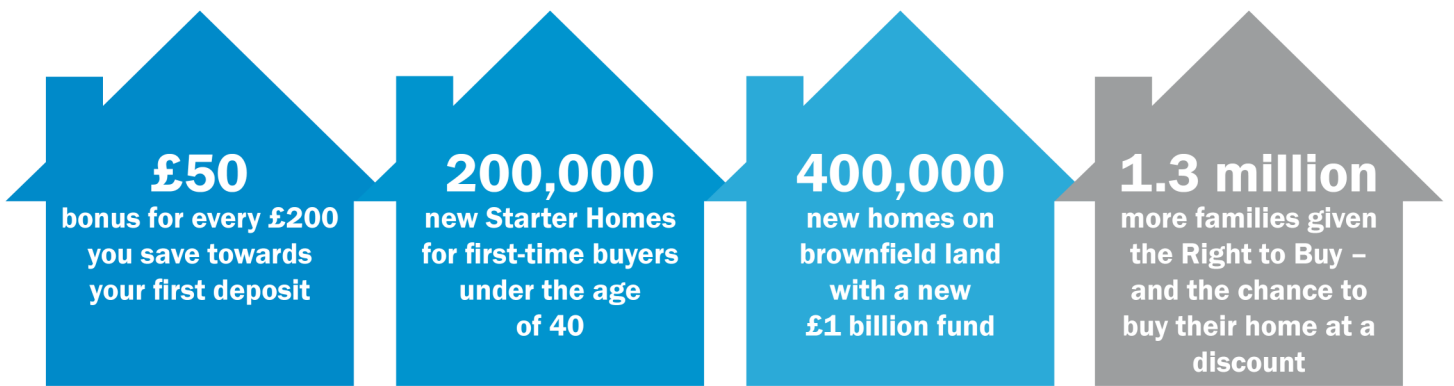 £50
bonus for every £200
you save towards
your first deposit
200,000
new Starter Homes
for first-time buyers
under the age
of 40
400,000
new homes on
brownfield land
with a new
£1 billion fund
1.3 million
more families given
the Right to Buy –
and the chance to
buy their home at a
discount